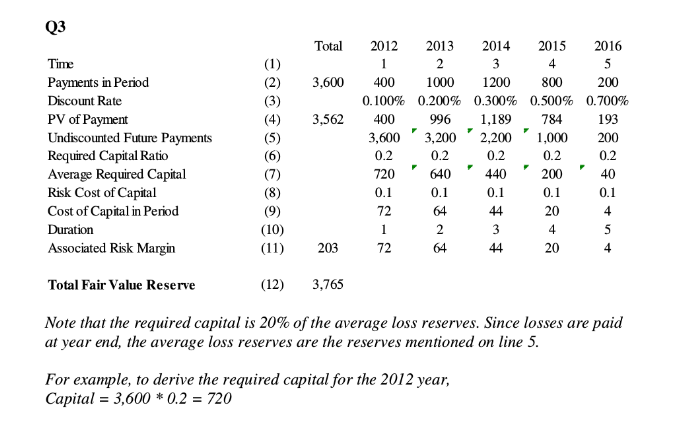 Q3
Total 2012 2013 2014 2015 2016
Time (1) 1 2 3 4 5
Payments in Period (2) 3,600 400 1000 1200 800 200
Discount Rate (3) 0.100% 0.200% 0.300% 0.500% 0.700%
PV of Payment (4) 3,562 400 996 1,189 784 193
Undiscounted Future Payments (5) 3,600 3,200 2,200 1,000 200
Required Capital Ratio (6) 0.2 0.2 0.2 0.2 0.2
Average Required Capital (7) 720 640 440 200 40
Risk Cost of Capital (8) 0.1 0.1 0.1 0.1 0.1
Cost of Capital in Period (9) 72 64 44 20 4
Duration (10) 1 2 3 4 5
Associated Risk Margin (11) 203 72 64 44 20 4
Total Fair Value Reserve (12) 3,765
Note that the required capital is 20% of the average loss reserves. Since losses are paid
at year end, the average loss reserves are the reserves mentioned on line 5.
For example, to derive the required capital for the 2012 year,
Capital = 3,600 * 0.2 = 720